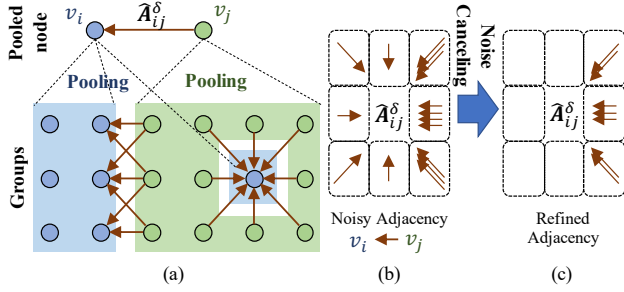 Pooled node
v_i
Â^δ_ij
v_j
Pooling
Pooling
Groups
(a)
Â^δ_ij
Noisy Adjacency
v_i ← v_j
(b)
Noise Canceling
Â^δ_ij
Refined
Adjacency
(c)